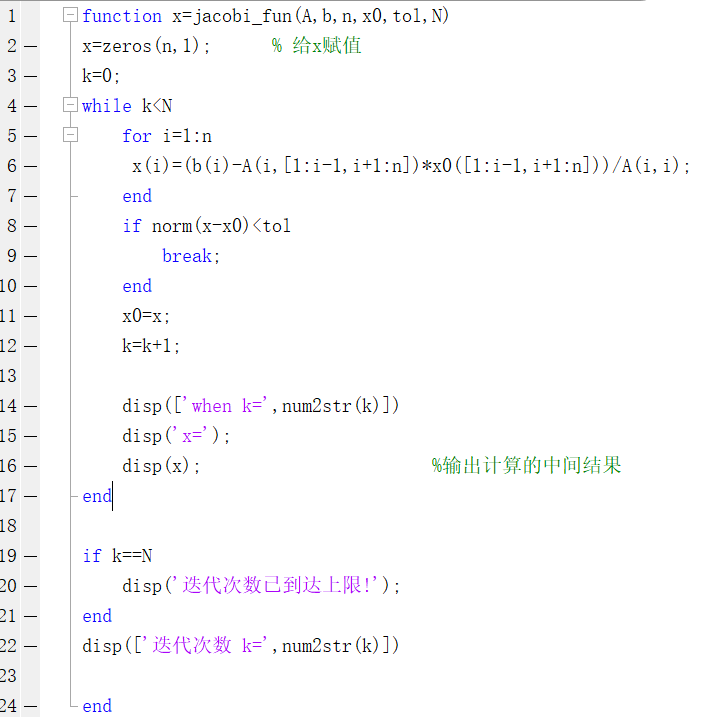 1 function x=jacobi_fun(A,b,n,x0,tol,N)
2 — x=zeros(n,1); % 给x赋值
3 — k=0;
4 — while k<N
5 — for i=1:n
6 — x(i)=(b(i)-A(i,[1:i-1,i+1:n])*x0([1:i-1,i+1:n]))/A(i,i);
7 — end
8 — if norm(x-x0)<tol
9 — break;
10 — end
11 — x0=x;
12 — k=k+1;
13
14 — disp(['when k=',num2str(k)])
15 — disp('x=');
16 — disp(x); %输出计算的中间结果
17 — end
18
19 — if k==N
20 — disp('迭代次数已到达上限!');
21 — end
22 — disp(['迭代次数 k=',num2str(k)])
23
24 — end